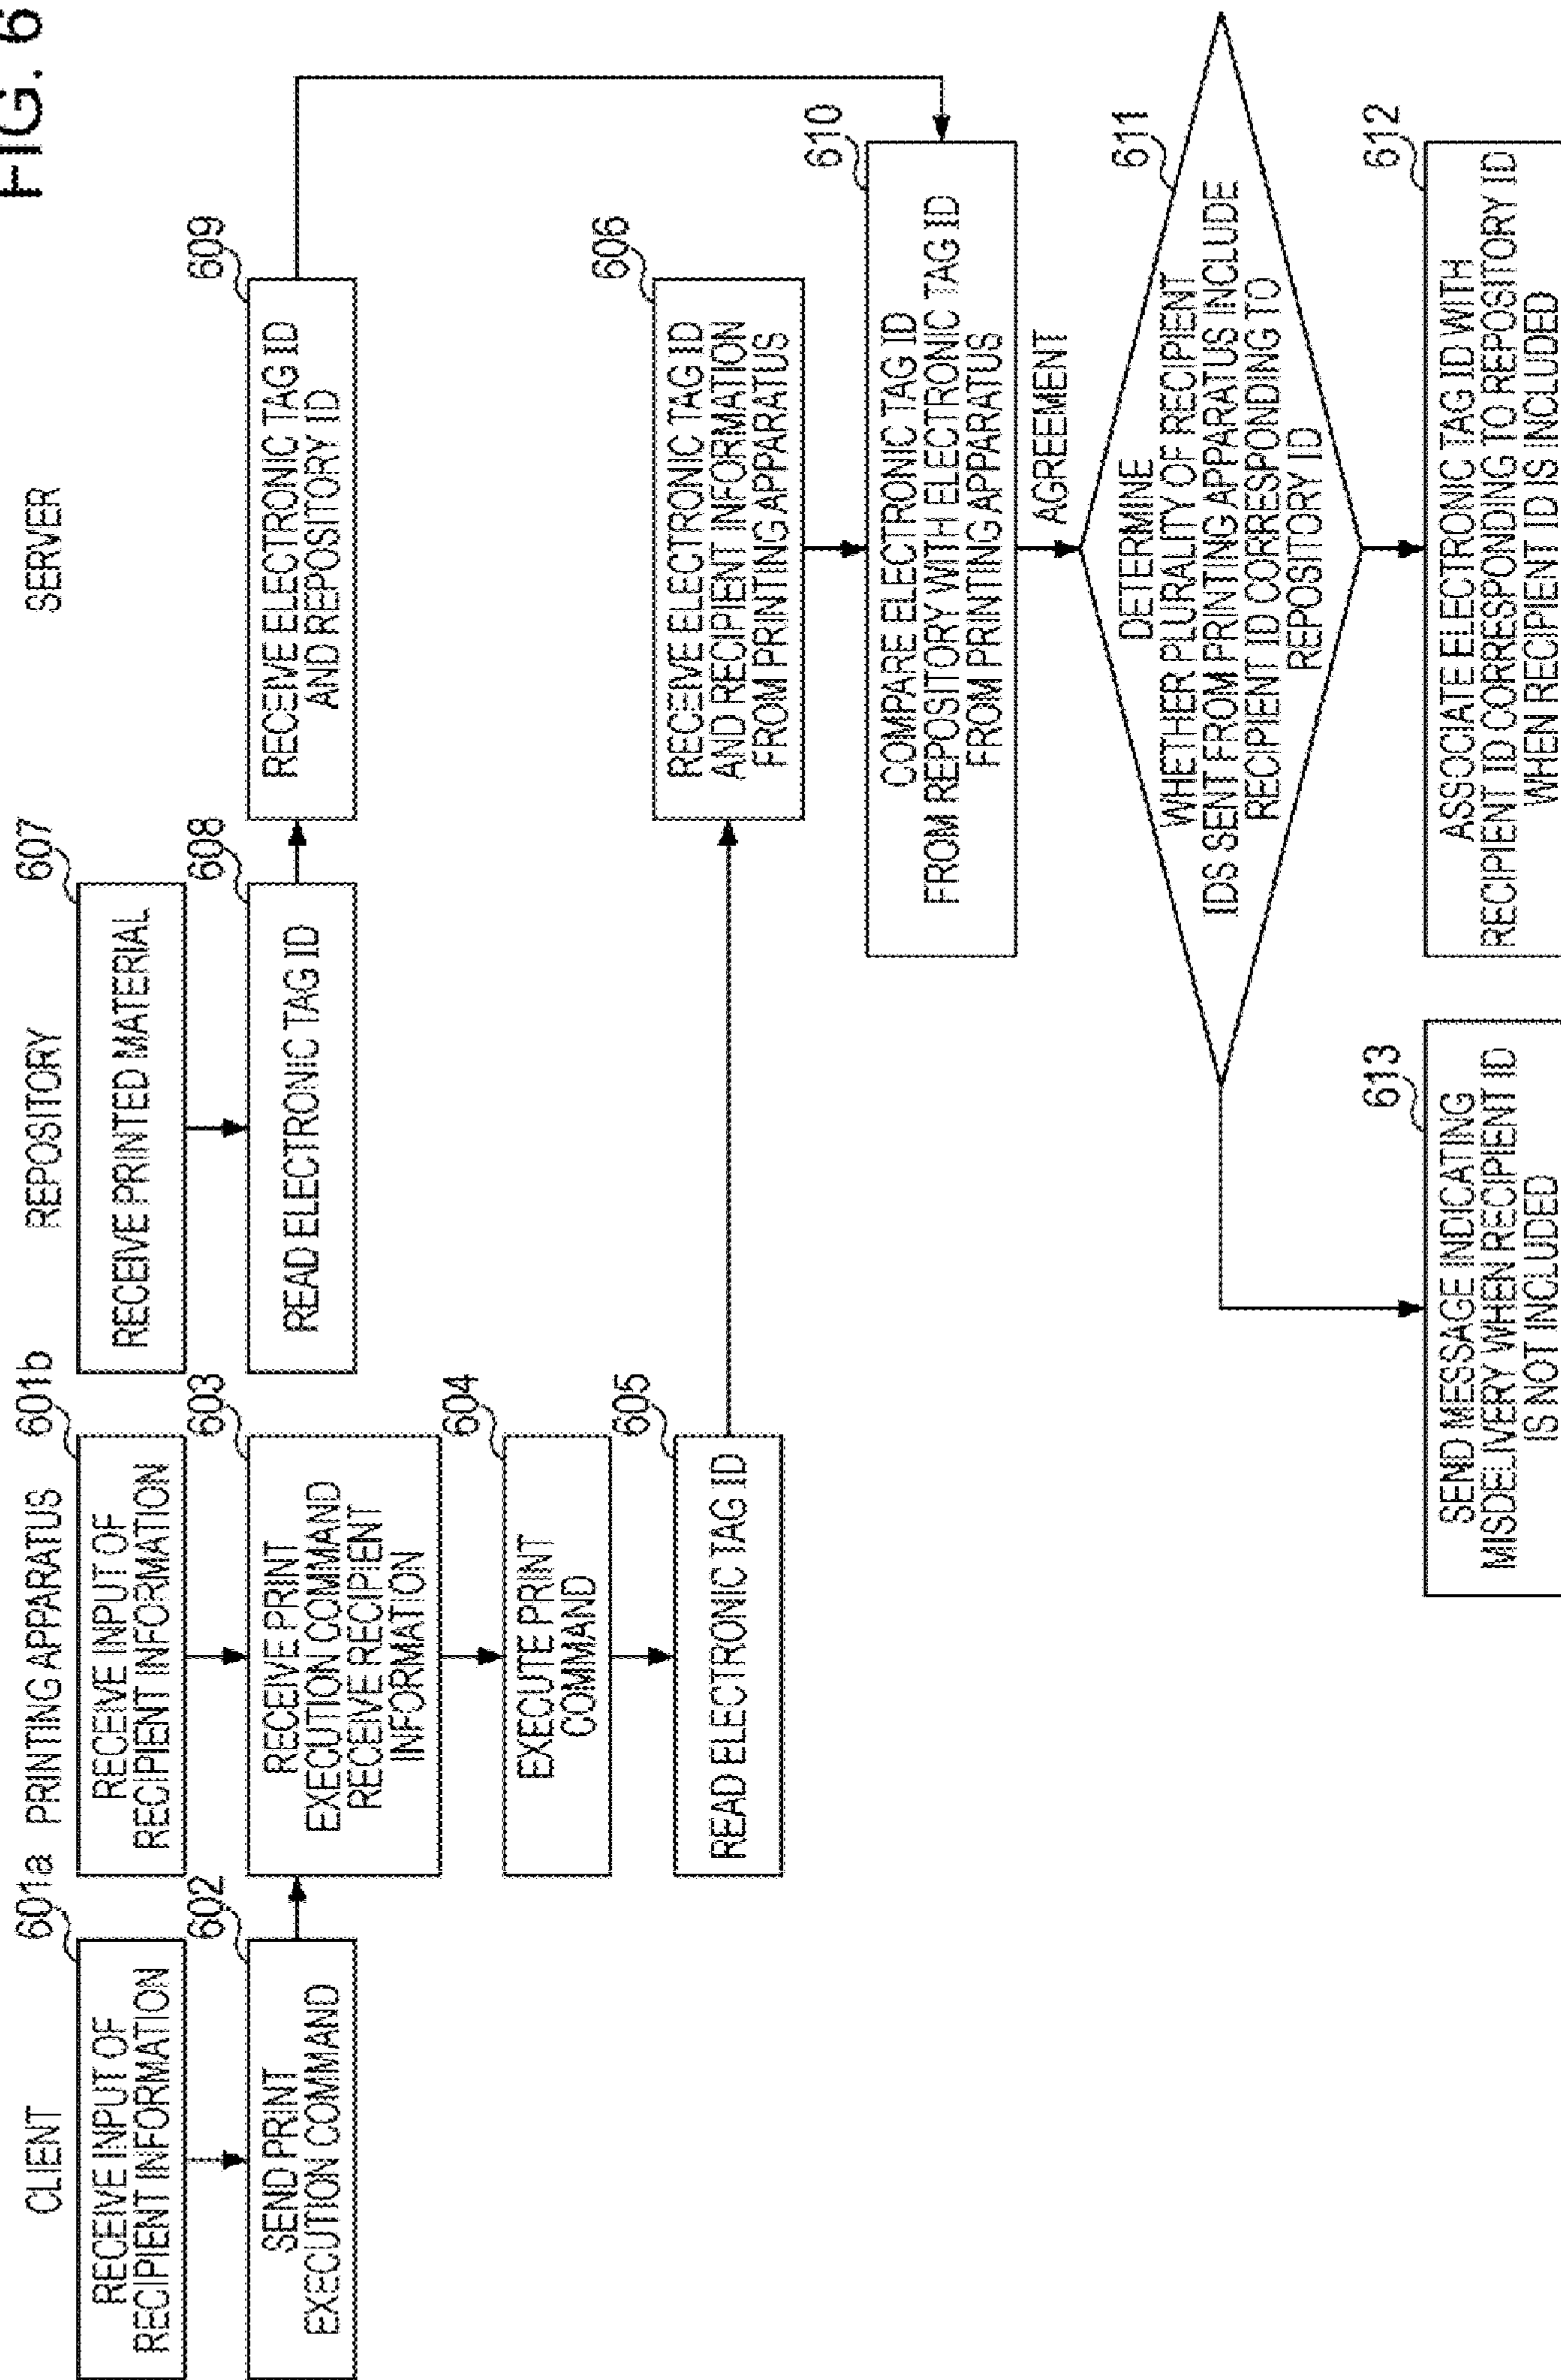 FIG. 6
CLIENT
601a
RECEIVE INPUT OF
RECIPIENT INFORMATION
602
SEND PRINT
EXECUTION COMMAND
PRINTING APPARATUS
601b
RECEIVE INPUT OF
RECIPIENT INFORMATION
603
RECEIVE PRINT
EXECUTION COMMAND
RECEIVE RECIPIENT
INFORMATION
604
EXECUTE PRINT
COMMAND
605
READ ELECTRONIC TAG ID
REPOSITORY
607
RECEIVE PRINTED MATERIAL
608
READ ELECTRONIC TAG ID
SERVER
609
RECEIVE ELECTRONIC TAG ID
AND REPOSITORY ID
606
RECEIVE ELECTRONIC TAG ID
AND RECIPIENT INFORMATION
FROM PRINTING APPARATUS
610
COMPARE ELECTRONIC TAG ID
FROM REPOSITORY WITH ELECTRONIC TAG ID
FROM PRINTING APPARATUS
AGREEMENT
611
DETERMINE
WHETHER PLURALITY OF RECIPIENT
IDS SENT FROM PRINTING APPARATUS INCLUDE
RECIPIENT ID CORRESPONDING TO
REPOSITORY ID
612
ASSOCIATE ELECTRONIC TAG ID WITH
RECIPIENT ID CORRESPONDING TO REPOSITORY ID
WHEN RECIPIENT ID IS INCLUDED
613
SEND MESSAGE INDICATING
MISDELIVERY WHEN RECIPIENT ID
IS NOT INCLUDED